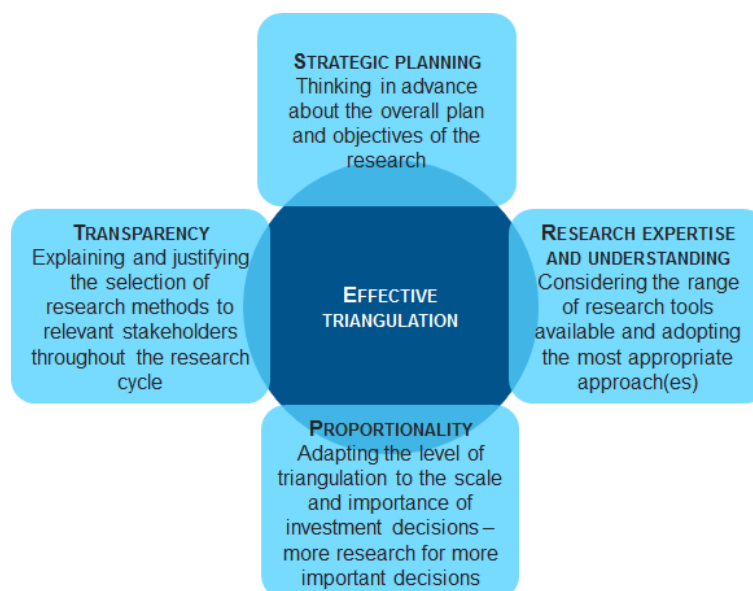 STRATEGIC PLANNING
Thinking in advance
about the overall plan
and objectives of the
research
TRANSPARENCY
Explaining and justifying
the selection of
research methods to
relevant stakeholders
throughout the research
cycle
EFFECTIVE
TRIANGULATION
RESEARCH EXPERTISE
AND UNDERSTANDING
Considering the range
of research tools
available and adopting
the most appropriate
approach(es)
PROPORTIONALITY
Adapting the level of
triangulation to the scale
and importance of
investment decisions –
more research for more
important decisions